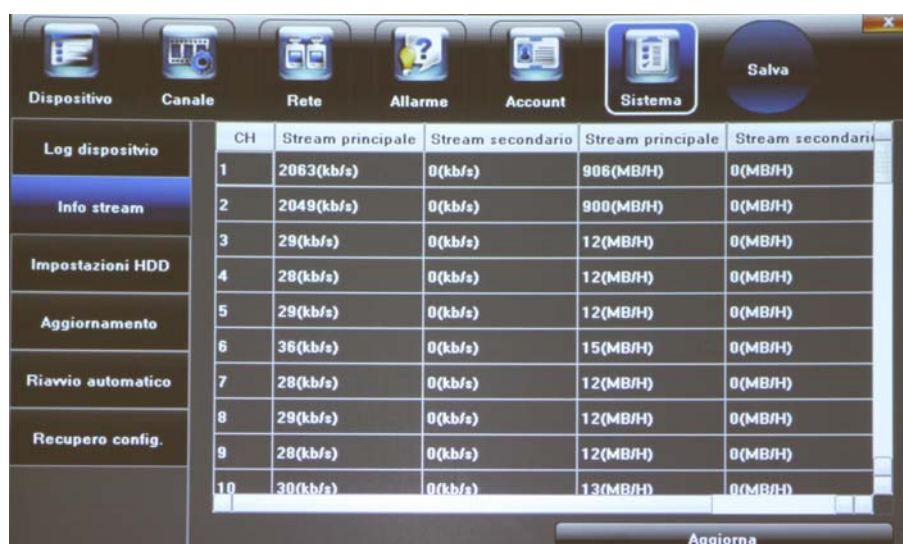 X
Dispositivo Canale Rete Allarme Account Sistema Salva
Log dispositvio
Info stream
Impostazioni HDD
Aggiornamento
Riavvio automatico
Recupero config.
CH Stream principale Stream secondario Stream principale Stream secondari
1 2063(kb/s) 0(kb/s) 906(MB/H) 0(MB/H)
2 2049(kb/s) 0(kb/s) 900(MB/H) 0(MB/H)
3 29(kb/s) 0(kb/s) 12(MB/H) 0(MB/H)
4 28(kb/s) 0(kb/s) 12(MB/H) 0(MB/H)
5 29(kb/s) 0(kb/s) 12(MB/H) 0(MB/H)
6 36(kb/s) 0(kb/s) 15(MB/H) 0(MB/H)
7 28(kb/s) 0(kb/s) 12(MB/H) 0(MB/H)
8 29(kb/s) 0(kb/s) 12(MB/H) 0(MB/H)
9 28(kb/s) 0(kb/s) 12(MB/H) 0(MB/H)
10 30(kb/s) 0(kb/s) 13(MB/H) 0(MB/H)
Aggiorna